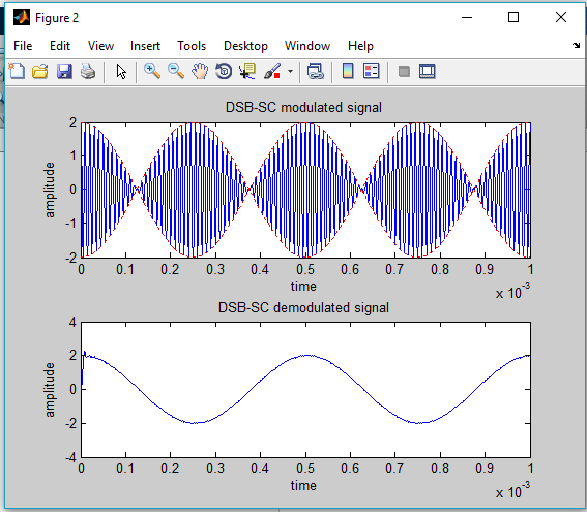 Figure 2
File Edit View Insert Tools Desktop Window Help
DSB-SC modulated signal
2
1
0
-1
-2
amplitude
0 0.1 0.2 0.3 0.4 0.5 0.6 0.7 0.8 0.9 1
time
x 10-3
DSB-SC demodulated signal
4
2
0
-2
-4
amplitude
0 0.1 0.2 0.3 0.4 0.5 0.6 0.7 0.8 0.9 1
time
x 10-3